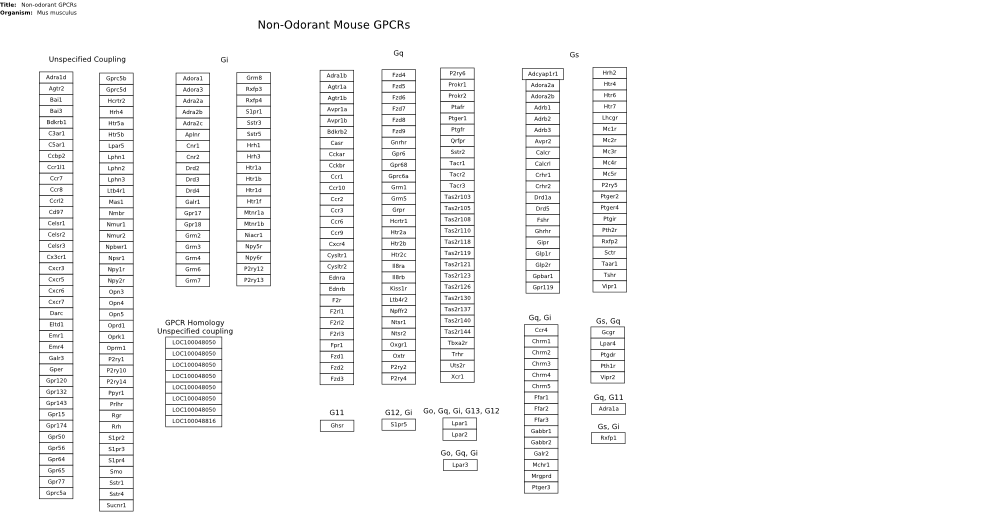 Title: Non-odorant GPCRs
Organism: Mus musculus
Non-Odorant Mouse GPCRs
Unspecified Coupling
Adra1d
Agtr2
Bai1
Bai3
Bdkrb1
C3ar1
C5ar1
Ccbp2
Ccr1l1
Ccr7
Ccr8
Ccrl2
Cd97
Celsr1
Celsr2
Celsr3
Cx3cr1
Cxcr3
Cxcr5
Cxcr6
Cxcr7
Darc
Eltd1
Emr1
Emr4
Galr3
Gper
Gpr120
Gpr132
Gpr143
Gpr15
Gpr174
Gpr50
Gpr56
Gpr64
Gpr65
Gpr77
Gprc5a
Gprc5b
Gprc5d
Hcrtr2
Hrh4
Htr5a
Htr5b
Lpar5
Lphn1
Lphn2
Lphn3
Ltb4r1
Mas1
Nmbr
Nmur1
Nmur2
Npbwr1
Npsr1
Npy1r
Npy2r
Opn3
Opn4
Opn5
Oprd1
Oprk1
Oprm1
P2ry1
P2ry10
P2ry14
Ppyr1
Prlhr
Rgr
Rrh
S1pr2
S1pr3
S1pr4
Smo
Sstr1
Sstr4
Sucnr1
Gi
Adora1
Adora3
Adra2a
Adra2b
Adra2c
Aplnr
Cnr1
Cnr2
Drd2
Drd3
Drd4
Galr1
Gpr17
Gpr18
Grm2
Grm3
Grm4
Grm6
Grm7
Grm8
Rxfp3
Rxfp4
S1pr1
Sstr3
Sstr5
Hrh1
Hrh3
Htr1a
Htr1b
Htr1d
Htr1f
Mtnr1a
Mtnr1b
Niacr1
Npy5r
Npy6r
P2ry12
P2ry13
GPCR Homology
Unspecified coupling
LOC100048050
LOC100048050
LOC100048050
LOC100048050
LOC100048050
LOC100048050
LOC100048050
LOC100048816
Gq
Adra1b
Agtr1a
Agtr1b
Avpr1a
Avpr1b
Bdkrb2
Casr
Cckar
Cckbr
Ccr1
Ccr10
Ccr2
Ccr3
Ccr6
Ccr9
Cxcr4
Cysltr1
Cysltr2
Ednra
Ednrb
F2r
F2rl1
F2rl2
F2rl3
Fpr1
Fzd1
Fzd2
Fzd3
Fzd4
Fzd5
Fzd6
Fzd7
Fzd8
Fzd9
Gnrhr
Gpr6
Gpr68
Gprc6a
Grm1
Grm5
Grpr
Hcrtr1
Htr2a
Htr2b
Htr2c
Il8ra
Il8rb
Kiss1r
Ltb4r2
Npffr2
Ntsr1
Ntsr2
Oxgr1
Oxtr
P2ry2
P2ry4
P2ry6
Prokr1
Prokr2
Ptafr
Ptger1
Ptgfr
Qrfpr
Sstr2
Tacr1
Tacr2
Tacr3
Tas2r103
Tas2r105
Tas2r108
Tas2r110
Tas2r118
Tas2r119
Tas2r121
Tas2r123
Tas2r126
Tas2r130
Tas2r137
Tas2r140
Tas2r144
Tbxa2r
Trhr
Uts2r
Xcr1
G11
Ghsr
G12, Gi
S1pr5
Go, Gq, Gi, G13, G12
Lpar1
Lpar2
Go, Gq, Gi
Lpar3
Gs
Adcyap1r1
Adora2a
Adora2b
Adrb1
Adrb2
Adrb3
Avpr2
Calcr
Calcrl
Crhr1
Crhr2
Drd1a
Drd5
Fshr
Ghrhr
Gipr
Glp1r
Glp2r
Gpbar1
Gpr119
Hrh2
Htr4
Htr6
Htr7
Lhcgr
Mc1r
Mc2r
Mc3r
Mc4r
Mc5r
P2ry5
Ptger2
Ptger4
Ptgir
Pth2r
Rxfp2
Sctr
Taar1
Tshr
Vipr1
Gq, Gi
Ccr4
Chrm1
Chrm2
Chrm3
Chrm4
Chrm5
Ffar1
Ffar2
Ffar3
Gabbr1
Gabbr2
Galr2
Mchr1
Mrgprd
Ptger3
Gs, Gq
Gcgr
Lpar4
Ptgdr
Pth1r
Vipr2
Gq, G11
Adra1a
Gs, Gi
Rxfp1